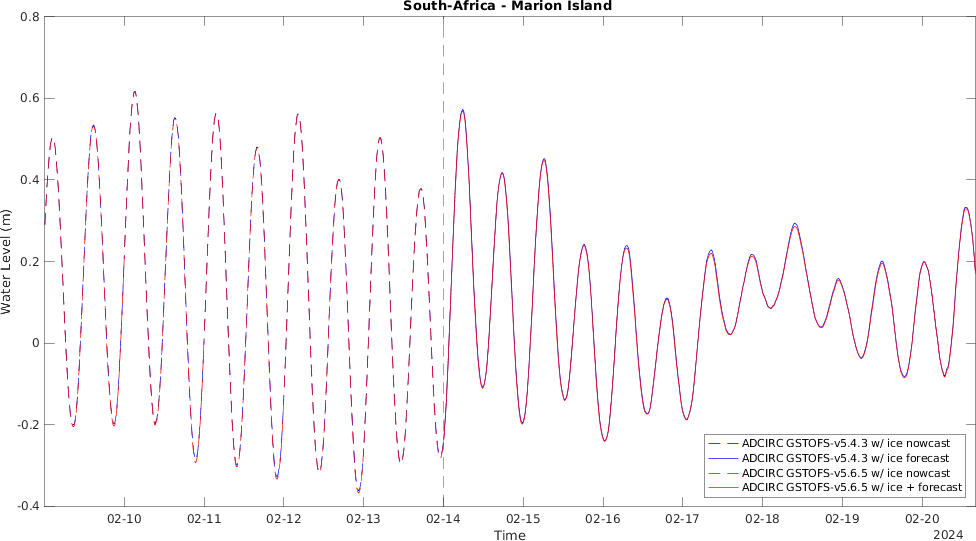 South-Africa - Marion Island
0.8
0.6
0.4
0.2
0
-0.2
-0.4
Water Level (m)
ADCIRC GSTOFS-v5.4.3 w/ ice nowcast
ADCIRC GSTOFS-v5.4.3 w/ ice forecast
ADCIRC GSTOFS-v5.6.5 w/ ice nowcast
ADCIRC GSTOFS-v5.6.5 w/ ice + forecast
02-10 02-11 02-12 02-13 02-14 02-15 02-16 02-17 02-18 02-19 02-20
Time
2024